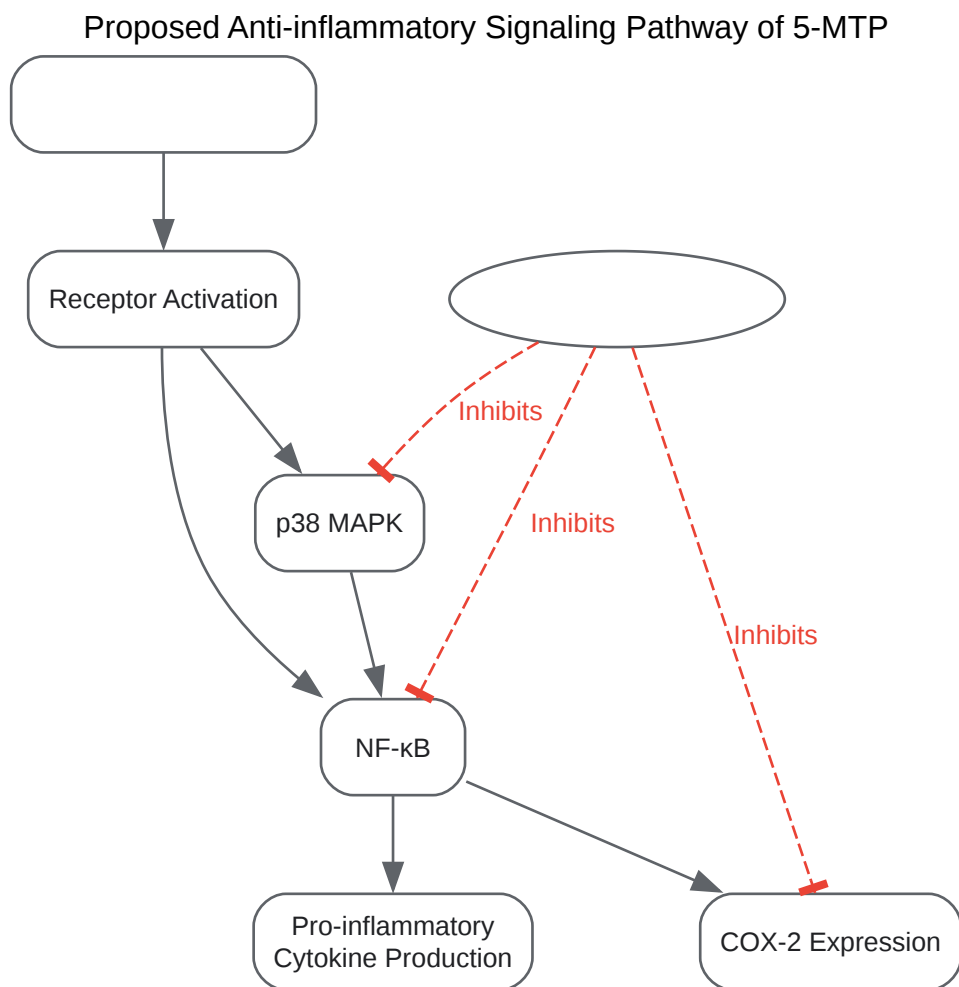 Proposed Anti-inflammatory Signaling Pathway of 5-MTP
Receptor Activation
Inhibits
p38 MAPK
Inhibits
Inhibits
NF-κB
Pro-inflammatory
Cytokine Production
COX-2 Expression